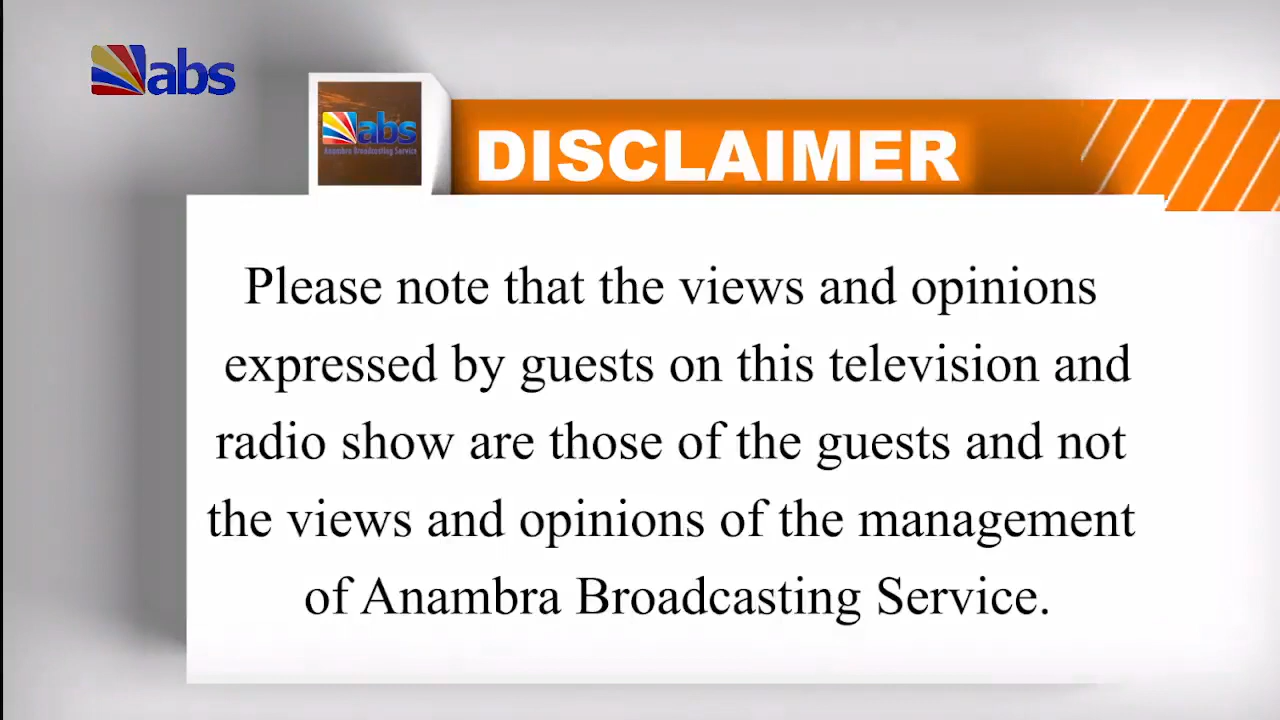 abs
abs
Anambra Broadcasting Service
DISCLAIMER
Please note that the views and opinions
expressed by guests on this television and
radio show are those of the guests and not
the views and opinions of the management
of Anambra Broadcasting Service.